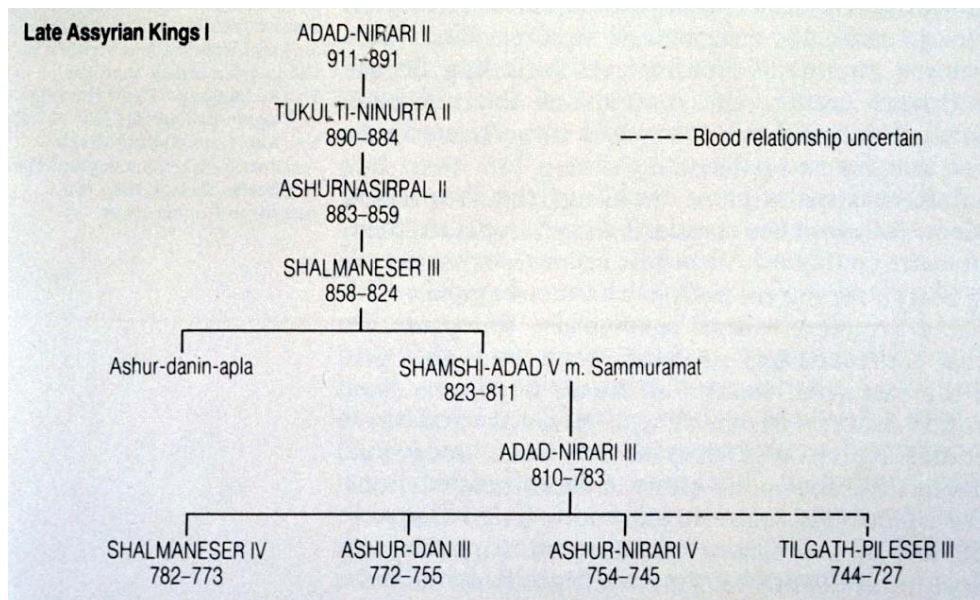 Late Assyrian Kings I
ADAD-NIRARI II
911–891
TUKULTI-NINURTA II
890–884
Blood relationship uncertain
ASHURNASIRPAL II
883–859
SHALMANESER III
858–824
Ashur-danin-apla
SHAMSHI-ADAD V m. Sammuramat
823–811
ADAD-NIRARI III
810–783
SHALMANESER IV
782–773
ASHUR-DAN III
772–755
ASHUR-NIRARI V
754–745
TILGATH-PILESER III
744–727